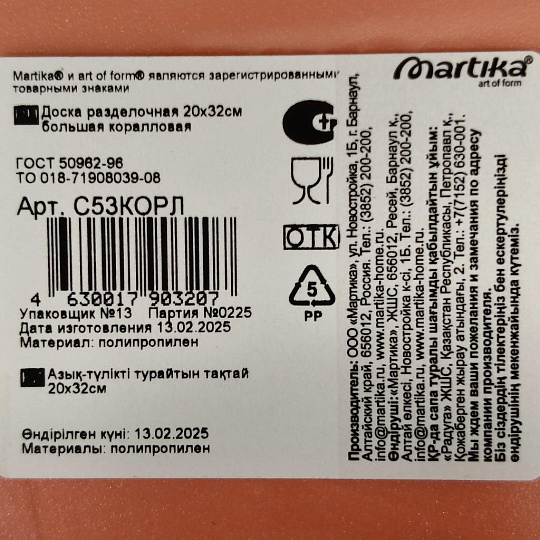 Martika® и art of form® являются зарегистрированными
товарными знаками
Доска разделочная 20х32см
большая коралловая
ГОСТ 50962-96
ТО 018-71908039-08
Арт. С53КОРЛ
4 630017 903207
Упаковщик №13 Партия №0225
Дата изготовления 13.02.2025
Материал: полипропилен
Азық-түлікті турайтын тақтай
20х32см
Өндірілген күні: 13.02.2025
Материалы: полипропилен
ОТК
5
PP
Martika®
art of form
Производитель: ООО «Мартика», ул. Новостройка, 1Б, г. Барнаул,
Алтайский край, 656012, Россия. Тел.: (3852) 200-200,
info@martika.ru, www.martika-home.ru
Өндіруші: «Мартика», ЖШС, 656012, Ресей, Барнаул к.,
Алтай өлкесі, Новостройка к-сі, 1Б. Тел.: (3852) 200-200,
info@martika.ru, www.martika-home.ru
ҚР-да сапа туралы шағымды қабылдайтын ұйым:
«Радуга» ЖШС, Қазақстан Республикасы, Петропавл к.,
Қожаберген жырау атындағы, 2. Тел.: +7(7152) 630-001.
Мы ждем ваши пожелания и замечания по адресу
компании производителя.
Біз сіздердің тілектеріңіз бен ескертулеріңізді
өндірушінің мекенжайында күтеміз.